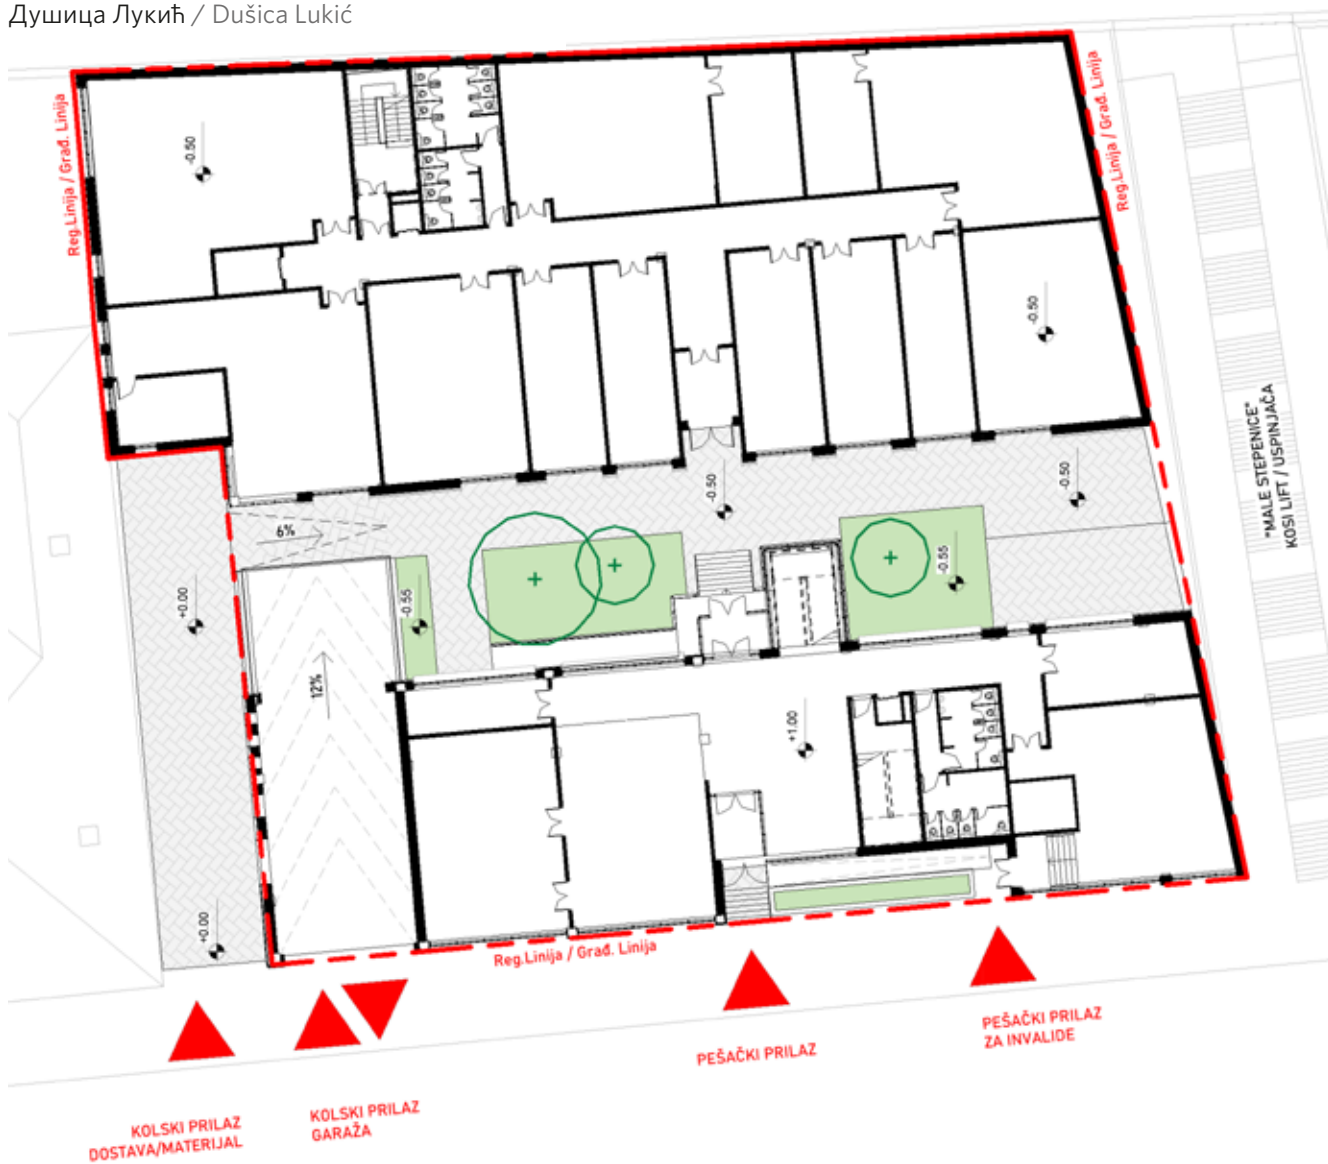 Душица Лукић / Dušica Lukić
Reg.Linija / Građ. Linija
Reg.Linija / Građ. Linija
-0.50
-0.50
-0.50
-0.50
"MALE STEPENICE"
KOSI LIFT / USPINJAČA
6%
+0.00
-0.55
-0.55
12%
+1.00
+0.00
Reg.Linija / Građ. Linija
PEŠAČKI PRILAZ
PEŠAČKI PRILAZ
ZA INVALIDE
KOLSKI PRILAZ
DOSTAVA/MATERIJAL
KOLSKI PRILAZ
GARAŽA